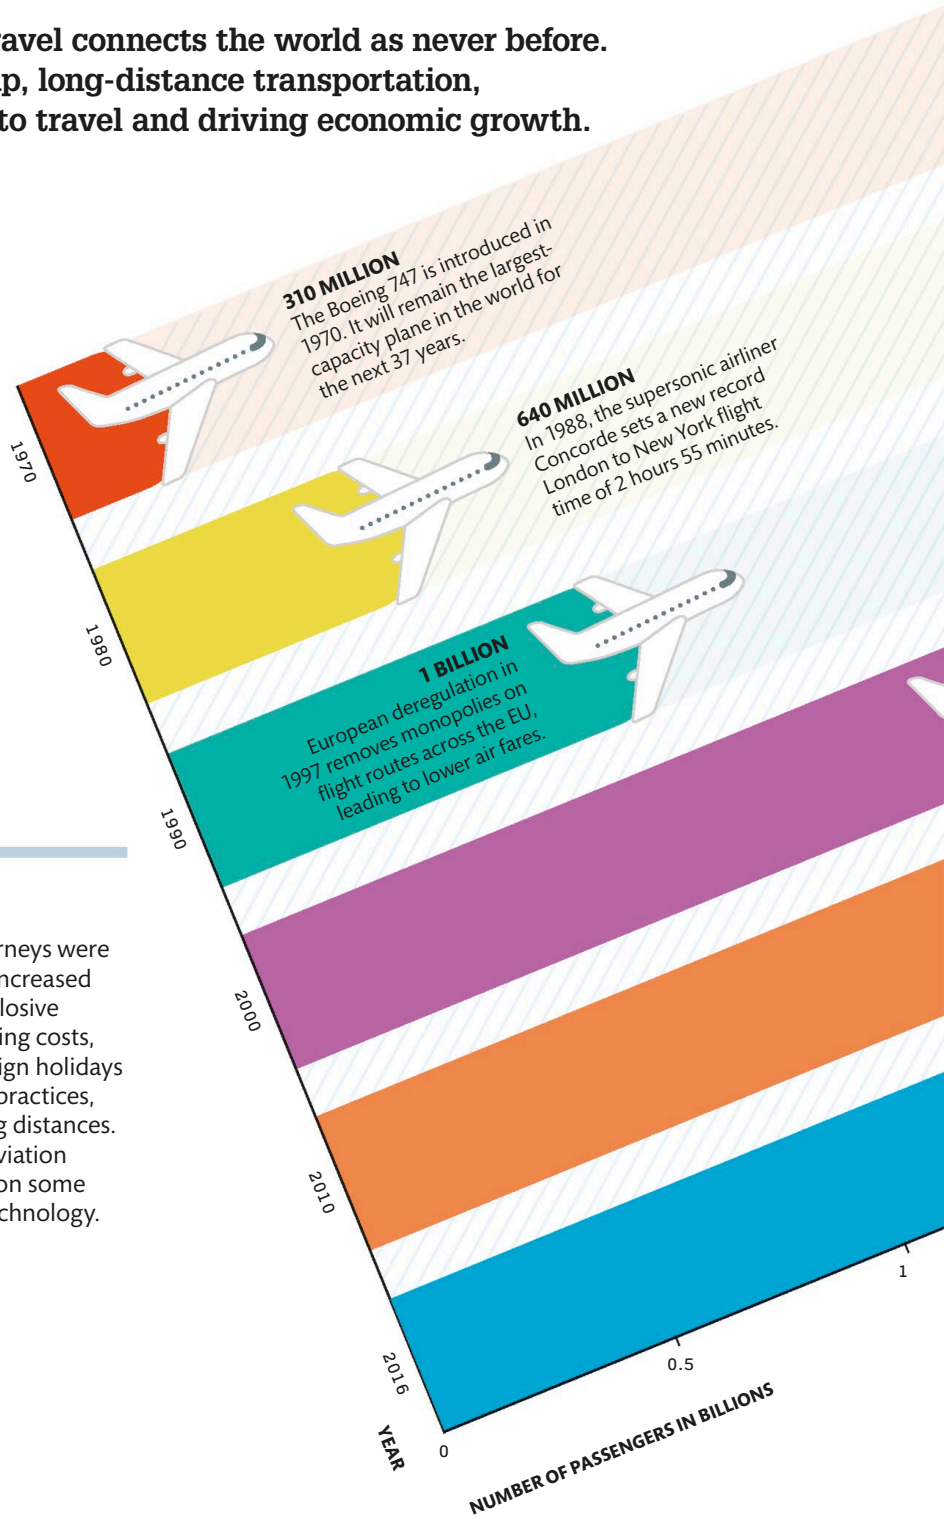 ravel connects the world as never before.
p, long-distance transportation,
to travel and driving economic growth.
310 MILLION
The Boeing 747 is introduced in
1970. It will remain the largest-
capacity plane in the world for
the next 37 years.
640 MILLION
In 1988, the supersonic airliner
Concorde sets a new record
London to New York flight
time of 2 hours 55 minutes.
1 BILLION
European deregulation in
1997 removes monopolies on
flight routes across the EU,
leading to lower air fares.
1970
1980
1990
2000
2010
2016
YEAR
rneys were
ncreased
losive
ing costs,
ign holidays
practices,
g distances.
viation
on some
chnology.
0
0.5
1
NUMBER OF PASSENGERS IN BILLIONS